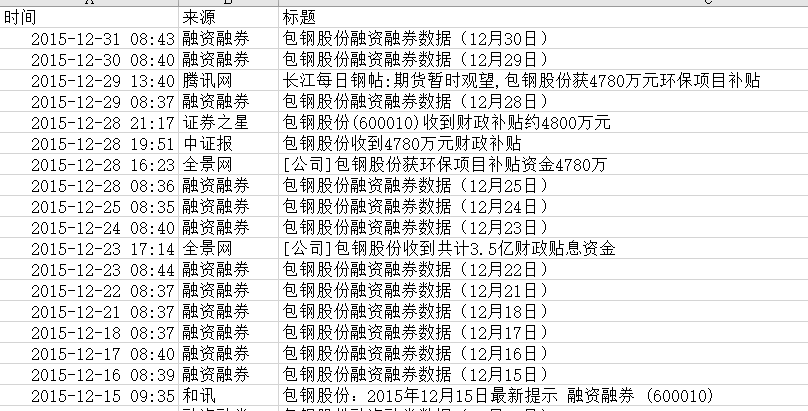 时间 来源 标题
2015-12-31 08:43 融资融券 包钢股份融资融券数据（12月30日）
2015-12-30 08:40 融资融券 包钢股份融资融券数据（12月29日）
2015-12-29 13:40 腾讯网 长江每日钢帖:期货暂时观望,包钢股份获4780万元环保项目补贴
2015-12-29 08:37 融资融券 包钢股份融资融券数据（12月28日）
2015-12-28 21:17 证券之星 包钢股份(600010)收到财政补贴约4800万元
2015-12-28 19:51 中证报 包钢股份收到4780万元财政补贴
2015-12-28 16:23 全景网 [公司]包钢股份获环保项目补贴资金4780万
2015-12-28 08:36 融资融券 包钢股份融资融券数据（12月25日）
2015-12-25 08:35 融资融券 包钢股份融资融券数据（12月24日）
2015-12-24 08:40 融资融券 包钢股份融资融券数据（12月23日）
2015-12-23 17:14 全景网 [公司]包钢股份收到共计3.5亿财政贴息资金
2015-12-23 08:44 融资融券 包钢股份融资融券数据（12月22日）
2015-12-22 08:37 融资融券 包钢股份融资融券数据（12月21日）
2015-12-21 08:37 融资融券 包钢股份融资融券数据（12月18日）
2015-12-18 08:37 融资融券 包钢股份融资融券数据（12月17日）
2015-12-17 08:40 融资融券 包钢股份融资融券数据（12月16日）
2015-12-16 08:39 融资融券 包钢股份融资融券数据（12月15日）
2015-12-15 09:35 和讯 包钢股份：2015年12月15日最新提示 融资融券 (600010)